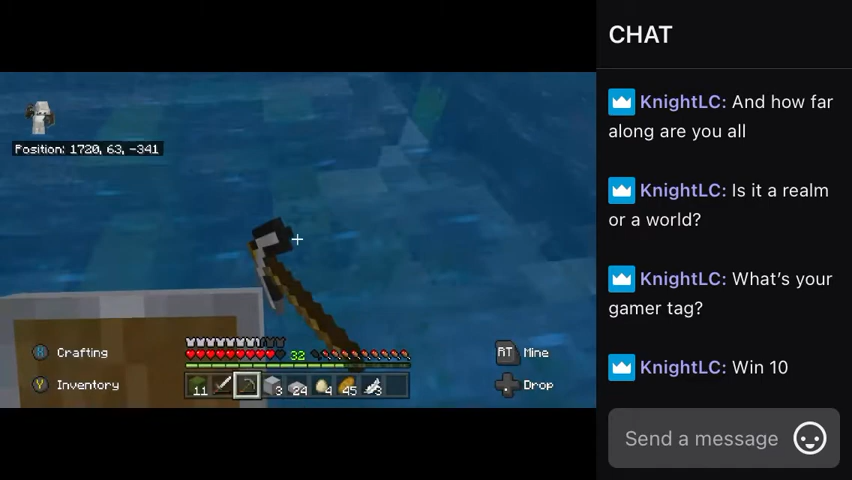 CHAT
KnightLC: And how far
along are you all
KnightLC: Is it a realm
or a world?
KnightLC: What's your
gamer tag?
KnightLC: Win 10
Send a message
Position: 1720, 63, -341
32
X Crafting
RT Mine
Y Inventory
Drop
11 3 24 4 45 3